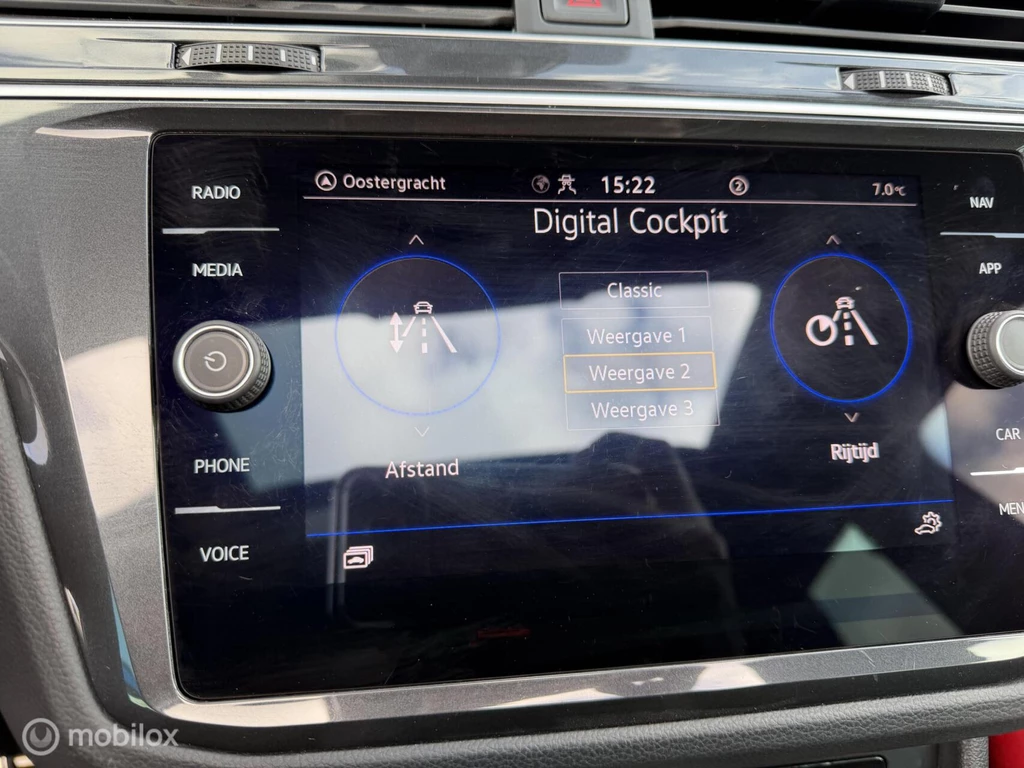 RADIO
MEDIA
PHONE
VOICE
Oostergracht
15:22
2
7.0°C
Digital Cockpit
Classic
Weergave 1
Weergave 2
Weergave 3
Afstand
Rijtijd
NAV
APP
CAR
MEN
mobilox